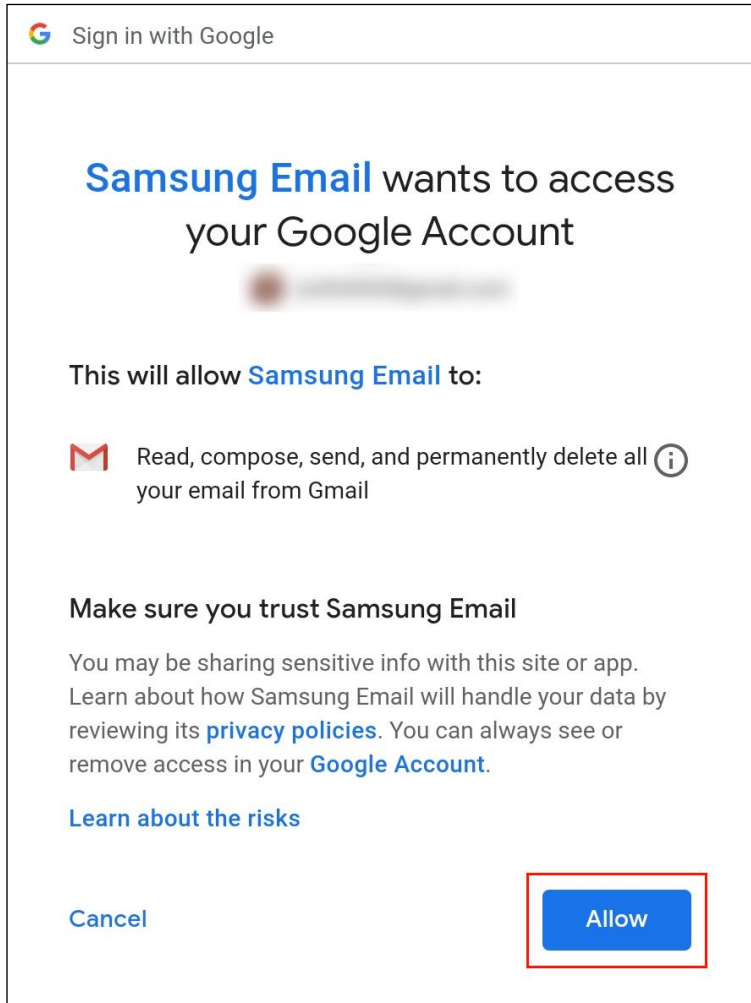 Sign in with Google
Samsung Email wants to access
your Google Account
This will allow Samsung Email to:
Read, compose, send, and permanently delete all
your email from Gmail
Make sure you trust Samsung Email
You may be sharing sensitive info with this site or app.
Learn about how Samsung Email will handle your data by
reviewing its privacy policies. You can always see or
remove access in your Google Account.
Learn about the risks
Cancel
Allow